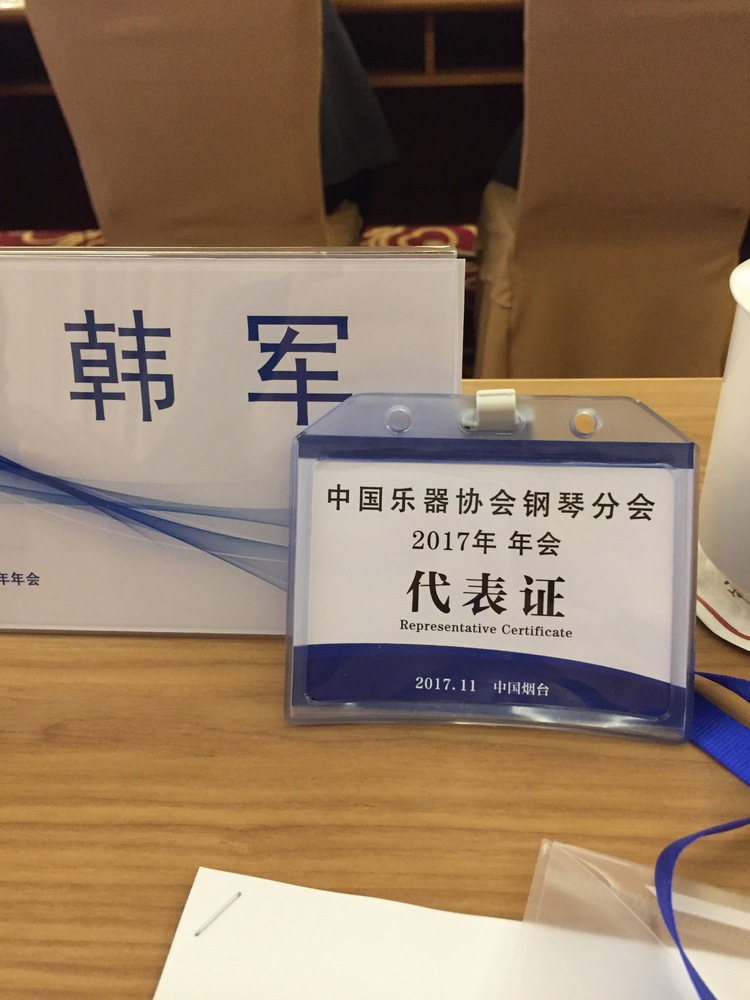 韩军
年年会
中国乐器协会钢琴分会
2017年 年会
代表证
Representative Certificate
2017.11 中国烟台